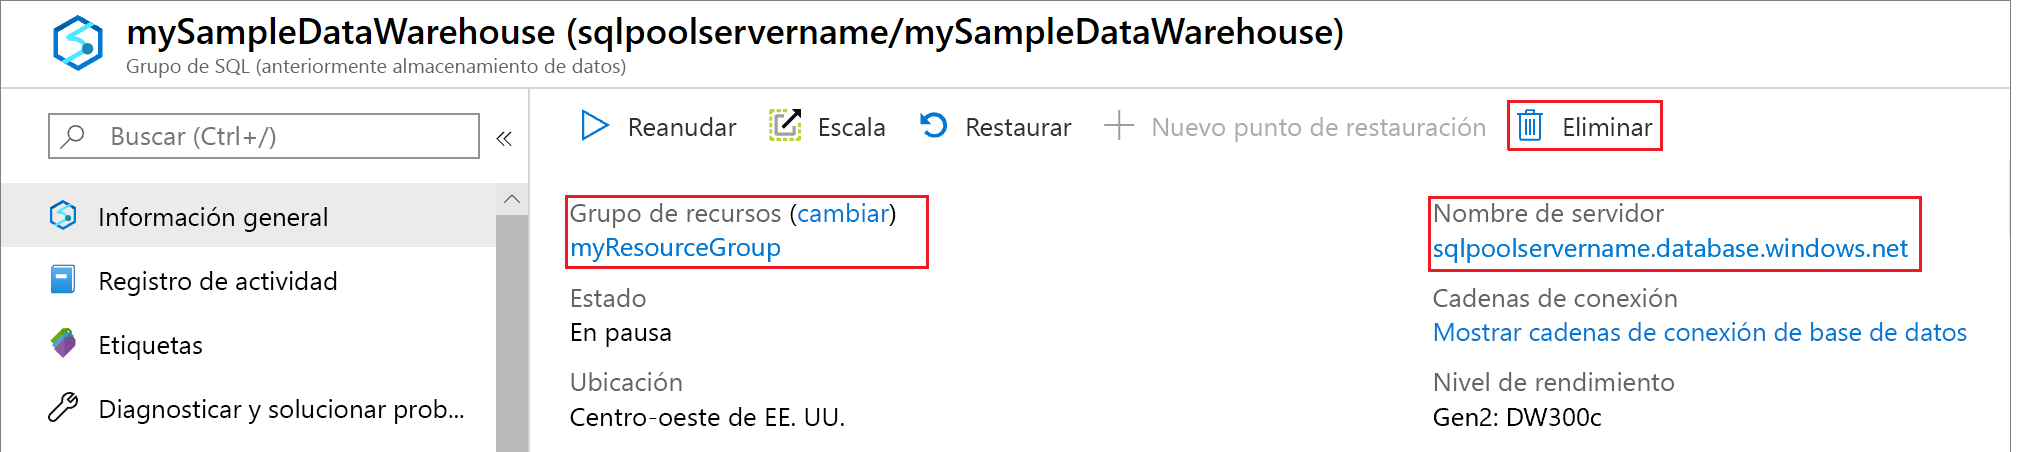 mySampleDataWarehouse (sqlpoolservername/mySampleDataWarehouse)
Grupo de SQL (anteriormente almacenamiento de datos)
Buscar (Ctrl+/)
«
Información general
Registro de actividad
Etiquetas
Diagnosticar y solucionar prob...
Reanudar
Escala
Restaurar
Nuevo punto de restauración
Eliminar
Grupo de recursos (cambiar)
myResourceGroup
Estado
En pausa
Ubicación
Centro-oeste de EE. UU.
Nombre de servidor
sqlpoolservername.database.windows.net
Cadenas de conexión
Mostrar cadenas de conexión de base de datos
Nivel de rendimiento
Gen2: DW300c